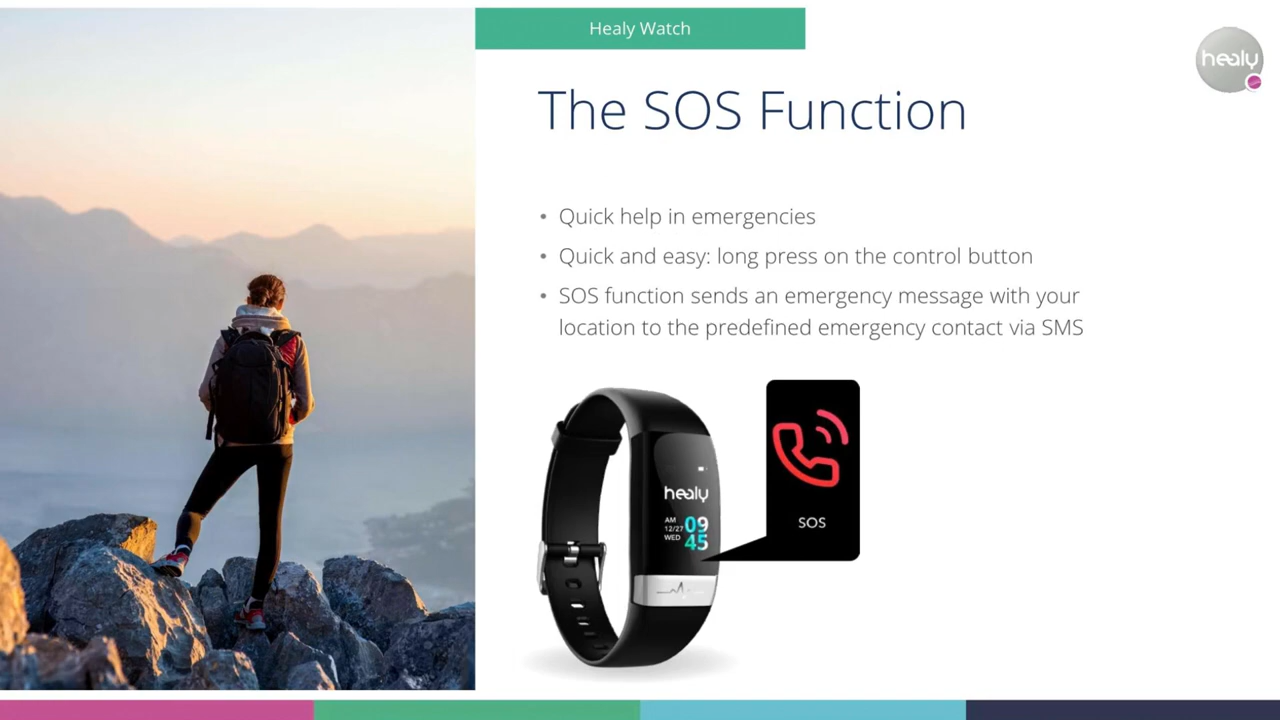 Healy Watch
healy
The SOS Function
• Quick help in emergencies
• Quick and easy: long press on the control button
• SOS function sends an emergency message with your
location to the predefined emergency contact via SMS
healy
AM
12/27
WED
09
45
SOS